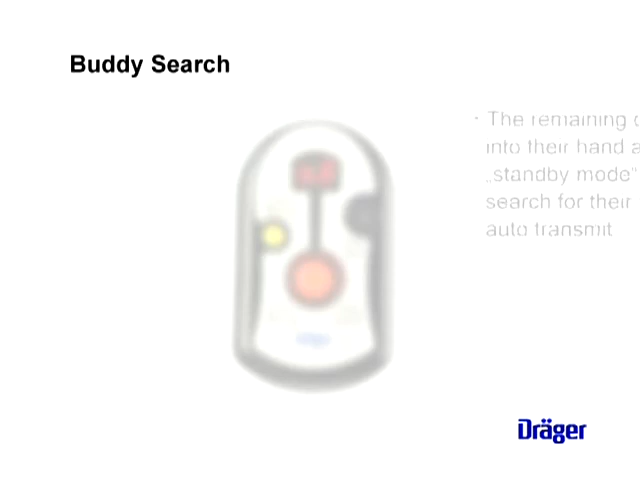 Buddy Search
· The remaining
into their hand
„standby mode“
search for their
auto transmit
Dräger